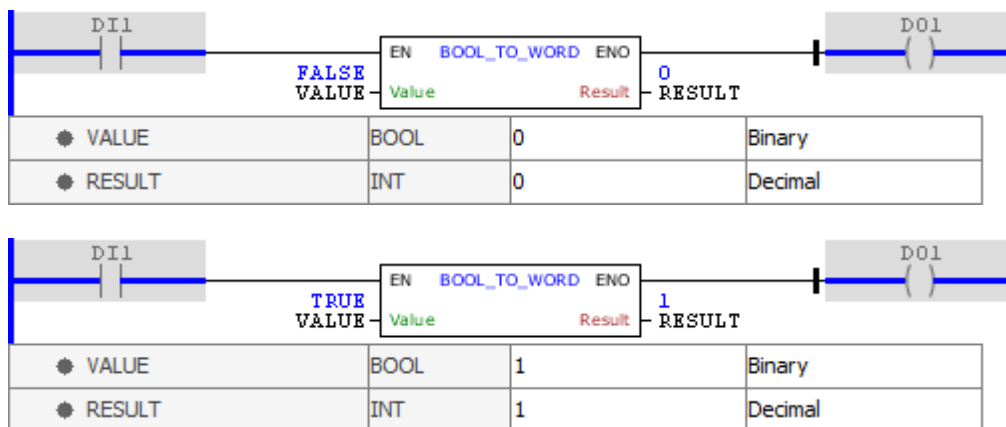 DI1 DO1
EN BOOL_TO_WORD ENO
FALSE 0
VALUE Value Result RESULT
VALUE BOOL 0 Binary
RESULT INT 0 Decimal
DI1 DO1
EN BOOL_TO_WORD ENO
TRUE 1
VALUE Value Result RESULT
VALUE BOOL 1 Binary
RESULT INT 1 Decimal